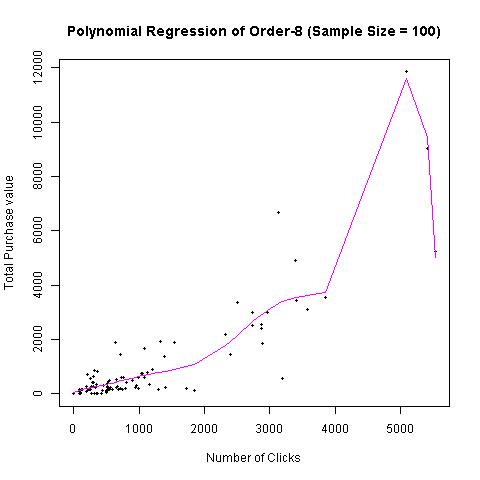 Polynomial Regression of Order-8 (Sample Size = 100)
Total Purchase value
12000
10000
8000
6000
4000
2000
0
0 1000 2000 3000 4000 5000
Number of Clicks